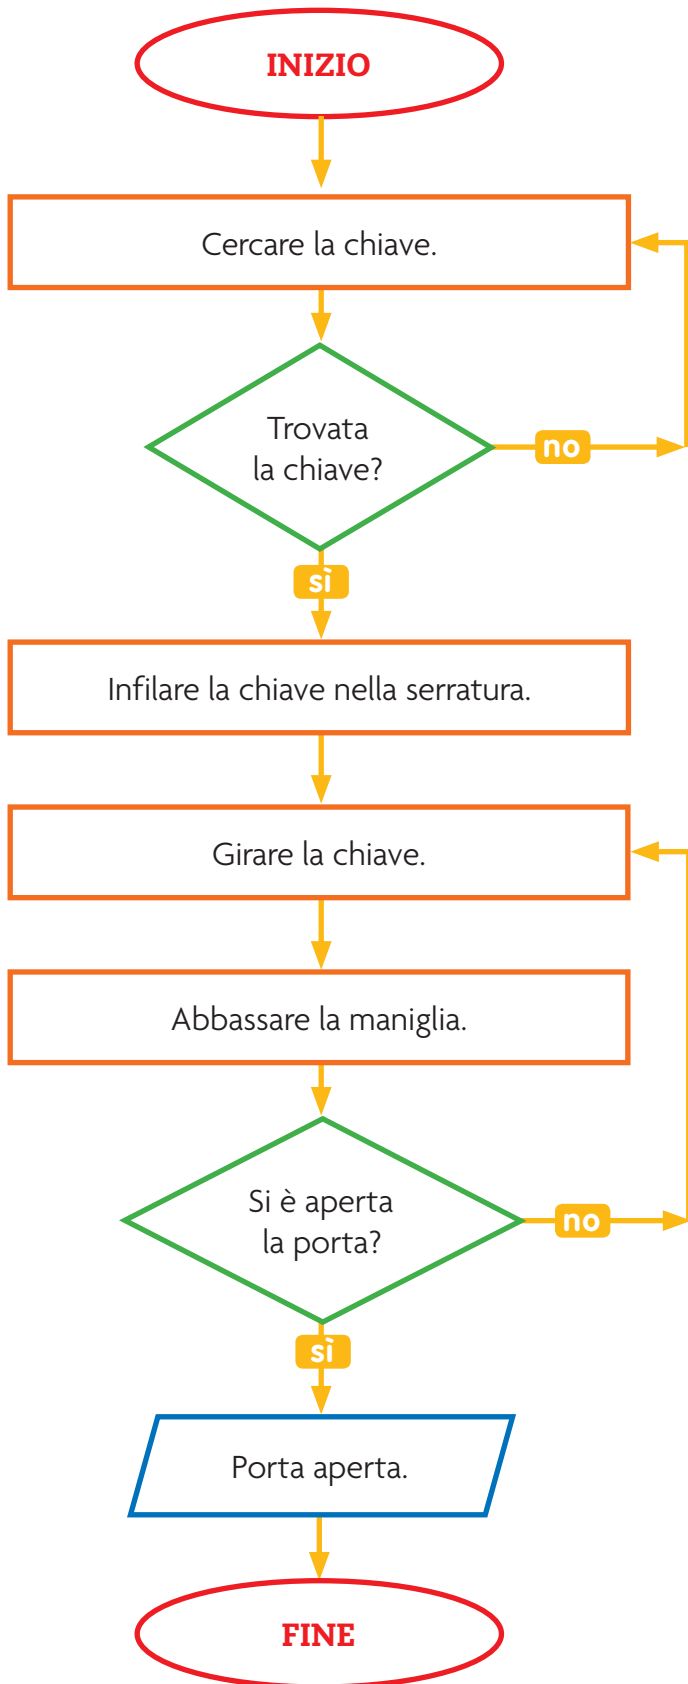 INIZIO
Cercare la chiave.
Trovata
la chiave?
no
sì
Infilare la chiave nella serratura.
Girare la chiave.
Abbassare la maniglia.
Si è aperta
la porta?
no
sì
Porta aperta.
FINE